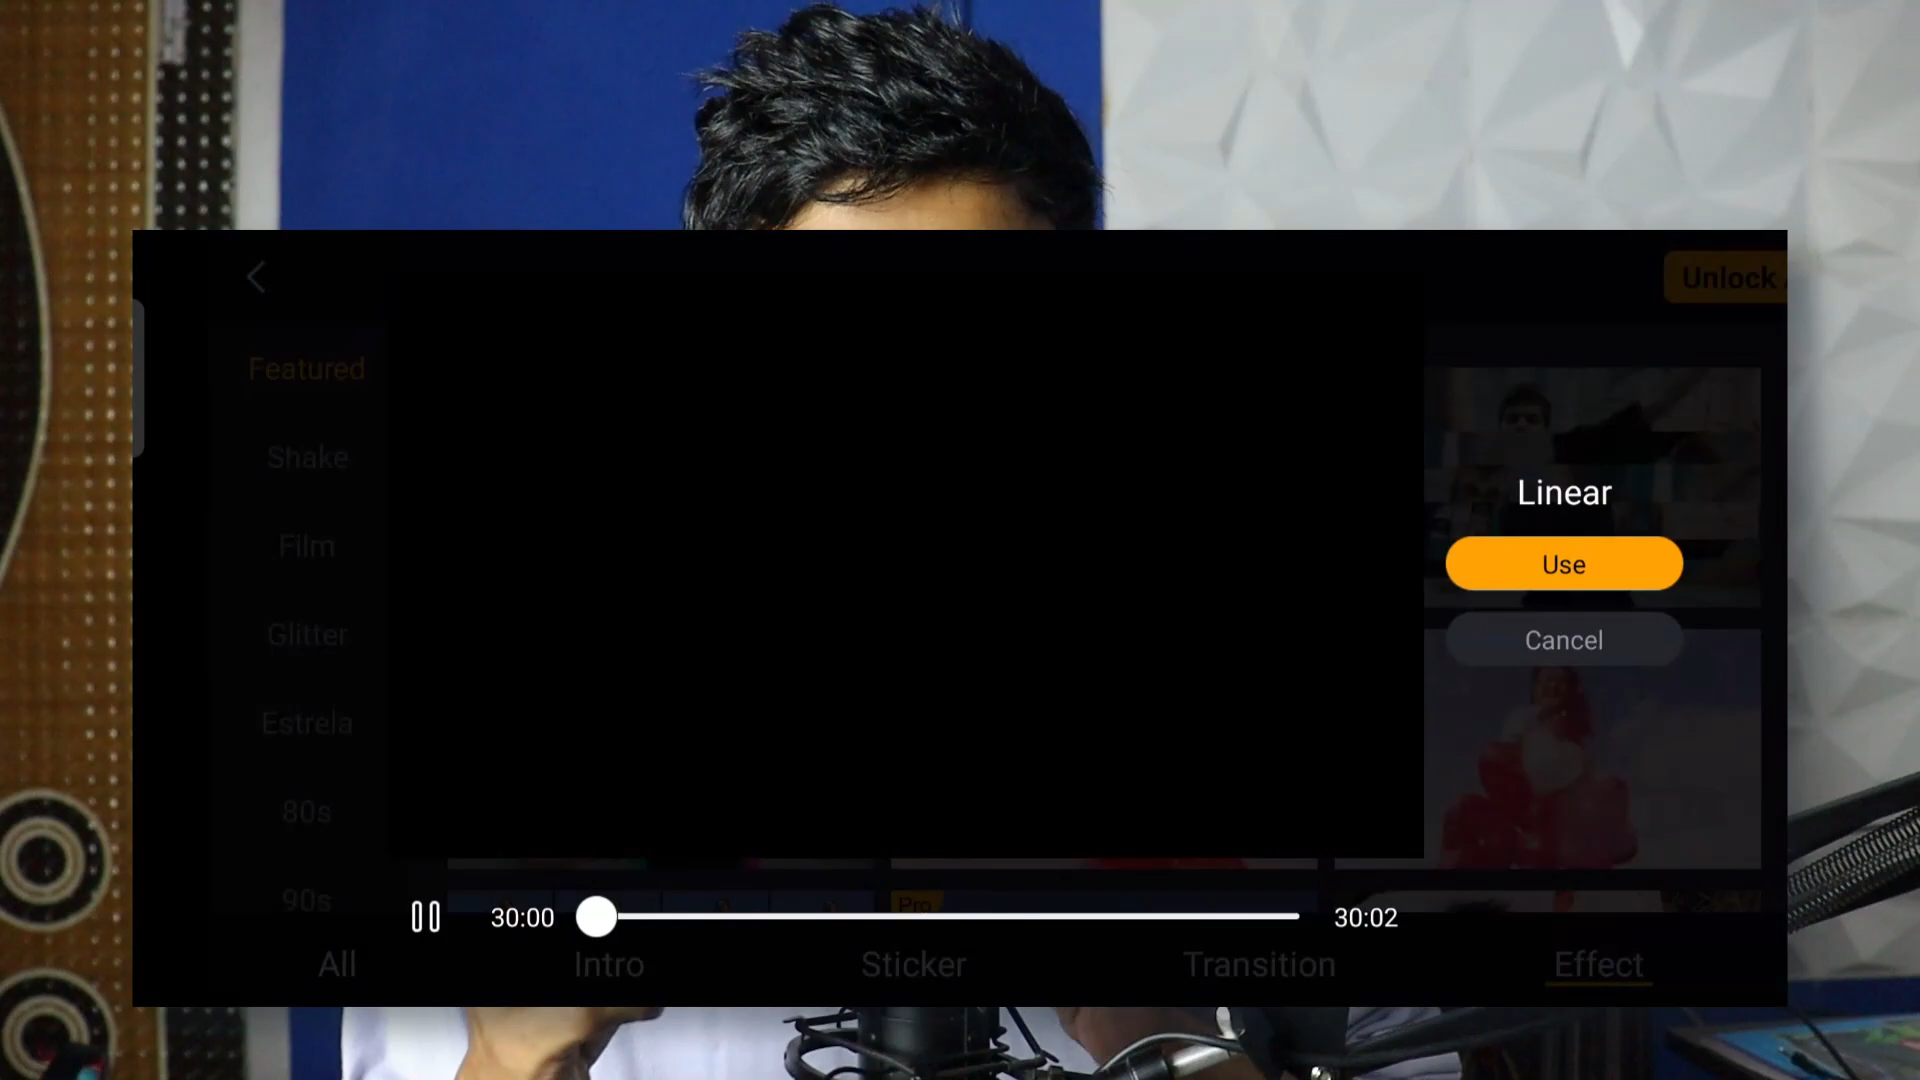 Unlock
Featured
Shake
Film
Glitter
Estrela
80s
90s
Linear
Use
Cancel
Pro
30:00
30:02
All
Intro
Sticker
Transition
Effect